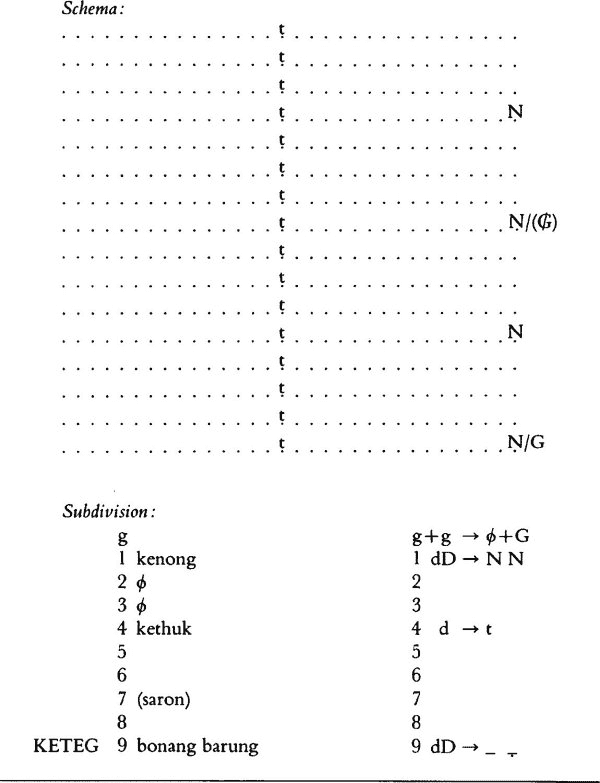 Schema:
. . . . . . . . . . . . . . . ṭ . . . . . . . . . . . . . . . .
. . . . . . . . . . . . . . . ṭ . . . . . . . . . . . . . . . .
. . . . . . . . . . . . . . . ṭ . . . . . . . . . . . . . . . .
. . . . . . . . . . . . . . . ṭ . . . . . . . . . . . . . . . Ṇ
. . . . . . . . . . . . . . . ṭ . . . . . . . . . . . . . . . .
. . . . . . . . . . . . . . . ṭ . . . . . . . . . . . . . . . .
. . . . . . . . . . . . . . . ṭ . . . . . . . . . . . . . . . .
. . . . . . . . . . . . . . . ṭ . . . . . . . . . . . . . . . Ṇ/(G̸)
. . . . . . . . . . . . . . . ṭ . . . . . . . . . . . . . . . .
. . . . . . . . . . . . . . . ṭ . . . . . . . . . . . . . . . .
. . . . . . . . . . . . . . . ṭ . . . . . . . . . . . . . . . .
. . . . . . . . . . . . . . . ṭ . . . . . . . . . . . . . . . Ṇ
. . . . . . . . . . . . . . . ṭ . . . . . . . . . . . . . . . .
. . . . . . . . . . . . . . . ṭ . . . . . . . . . . . . . . . .
. . . . . . . . . . . . . . . ṭ . . . . . . . . . . . . . . . .
. . . . . . . . . . . . . . . ṭ . . . . . . . . . . . . . . . Ṇ/G
Subdivision:
g g+g → ϕ+G
1 kenong 1 dD → N N
2 ϕ 2
3 ϕ 3
4 kethuk 4 d → t
5 5
6 6
7 (saron) 7
8 8
KETEG 9 bonang barung 9 dD → _ _̣